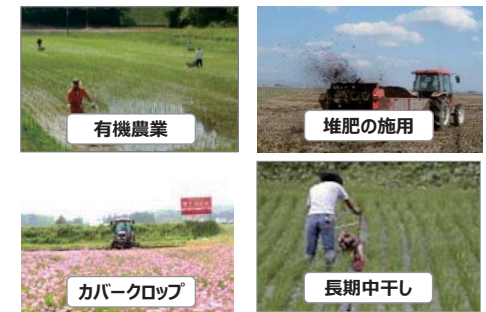 有機農業
堆肥の施用
カバークロップ
長期中干し